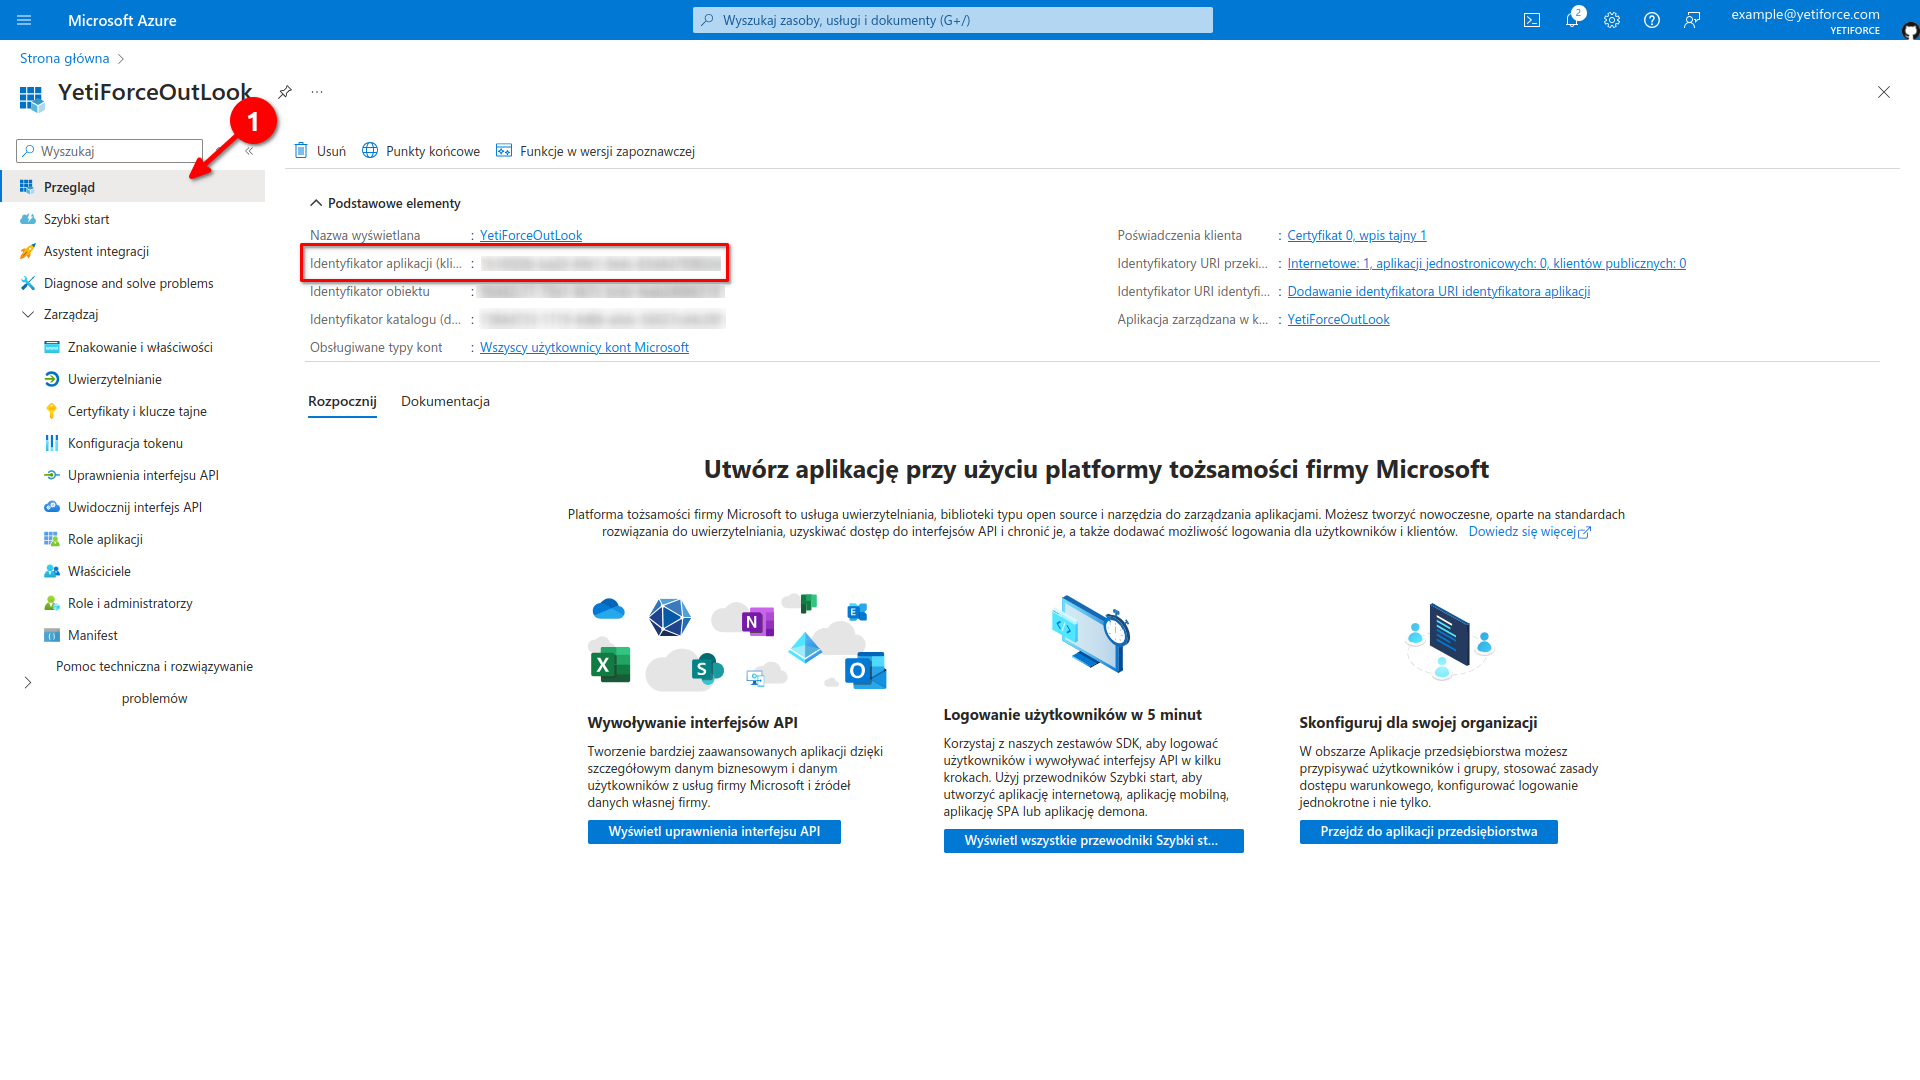 Microsoft Azure
Wyszukaj zasoby, usługi i dokumenty (G+/)
2
example@yetiforce.com
YETIFORCE
Strona główna
YetiForceOutLook
1
Wyszukaj
Usuń
Punkty końcowe
Funkcje w wersji zapoznawczej
Przegląd
Szybki start
Asystent integracji
Diagnose and solve problems
Zarządzaj
Znakowanie i właściwości
Uwierzytelnianie
Certyfikaty i klucze tajne
Konfiguracja tokenu
Uprawnienia interfejsu API
Uwidocznij interfejs API
Role aplikacji
Właściciele
Role i administratorzy
Manifest
Pomoc techniczna i rozwiązywanie
problemów
Podstawowe elementy
Nazwa wyświetlana : YetiForceOutLook
Identyfikator aplikacji (kli... :
Identyfikator obiektu :
Identyfikator katalogu (d... :
Obsługiwane typy kont : Wszyscy użytkownicy kont Microsoft
Poświadczenia klienta : Certyfikat 0, wpis tajny 1
Identyfikatory URI przeki... : Internetowe: 1, aplikacji jednostronicowych: 0, klientów publicznych: 0
Identyfikator URI identyfi... : Dodawanie identyfikatora URI identyfikatora aplikacji
Aplikacja zarządzana w k... : YetiForceOutLook
Rozpocznij
Dokumentacja
Utwórz aplikację przy użyciu platformy tożsamości firmy Microsoft
Platforma tożsamości firmy Microsoft to usługa uwierzytelniania, biblioteki typu open source i narzędzia do zarządzania aplikacjami. Możesz tworzyć nowoczesne, oparte na standardach
rozwiązania do uwierzytelniania, uzyskiwać dostęp do interfejsów API i chronić je, a także dodawać możliwość logowania dla użytkowników i klientów. Dowiedz się więcej
N
E
X
S
O
Wywoływanie interfejsów API
Tworzenie bardziej zaawansowanych aplikacji dzięki
szczegółowym danym biznesowym i danym
użytkowników z usług firmy Microsoft i źródeł
danych własnej firmy.
Wyświetl uprawnienia interfejsu API
Logowanie użytkowników w 5 minut
Korzystaj z naszych zestawów SDK, aby logować
użytkowników i wywoływać interfejsy API w kilku
krokach. Użyj przewodników Szybki start, aby
utworzyć aplikację internetową, aplikację mobilną,
aplikację SPA lub aplikację demona.
Wyświetl wszystkie przewodniki Szybki st...
Skonfiguruj dla swojej organizacji
W obszarze Aplikacje przedsiębiorstwa możesz
przypisywać użytkowników i grupy, stosować zasady
dostępu warunkowego, konfigurować logowanie
jednokrotne i nie tylko.
Przejdź do aplikacji przedsiębiorstwa